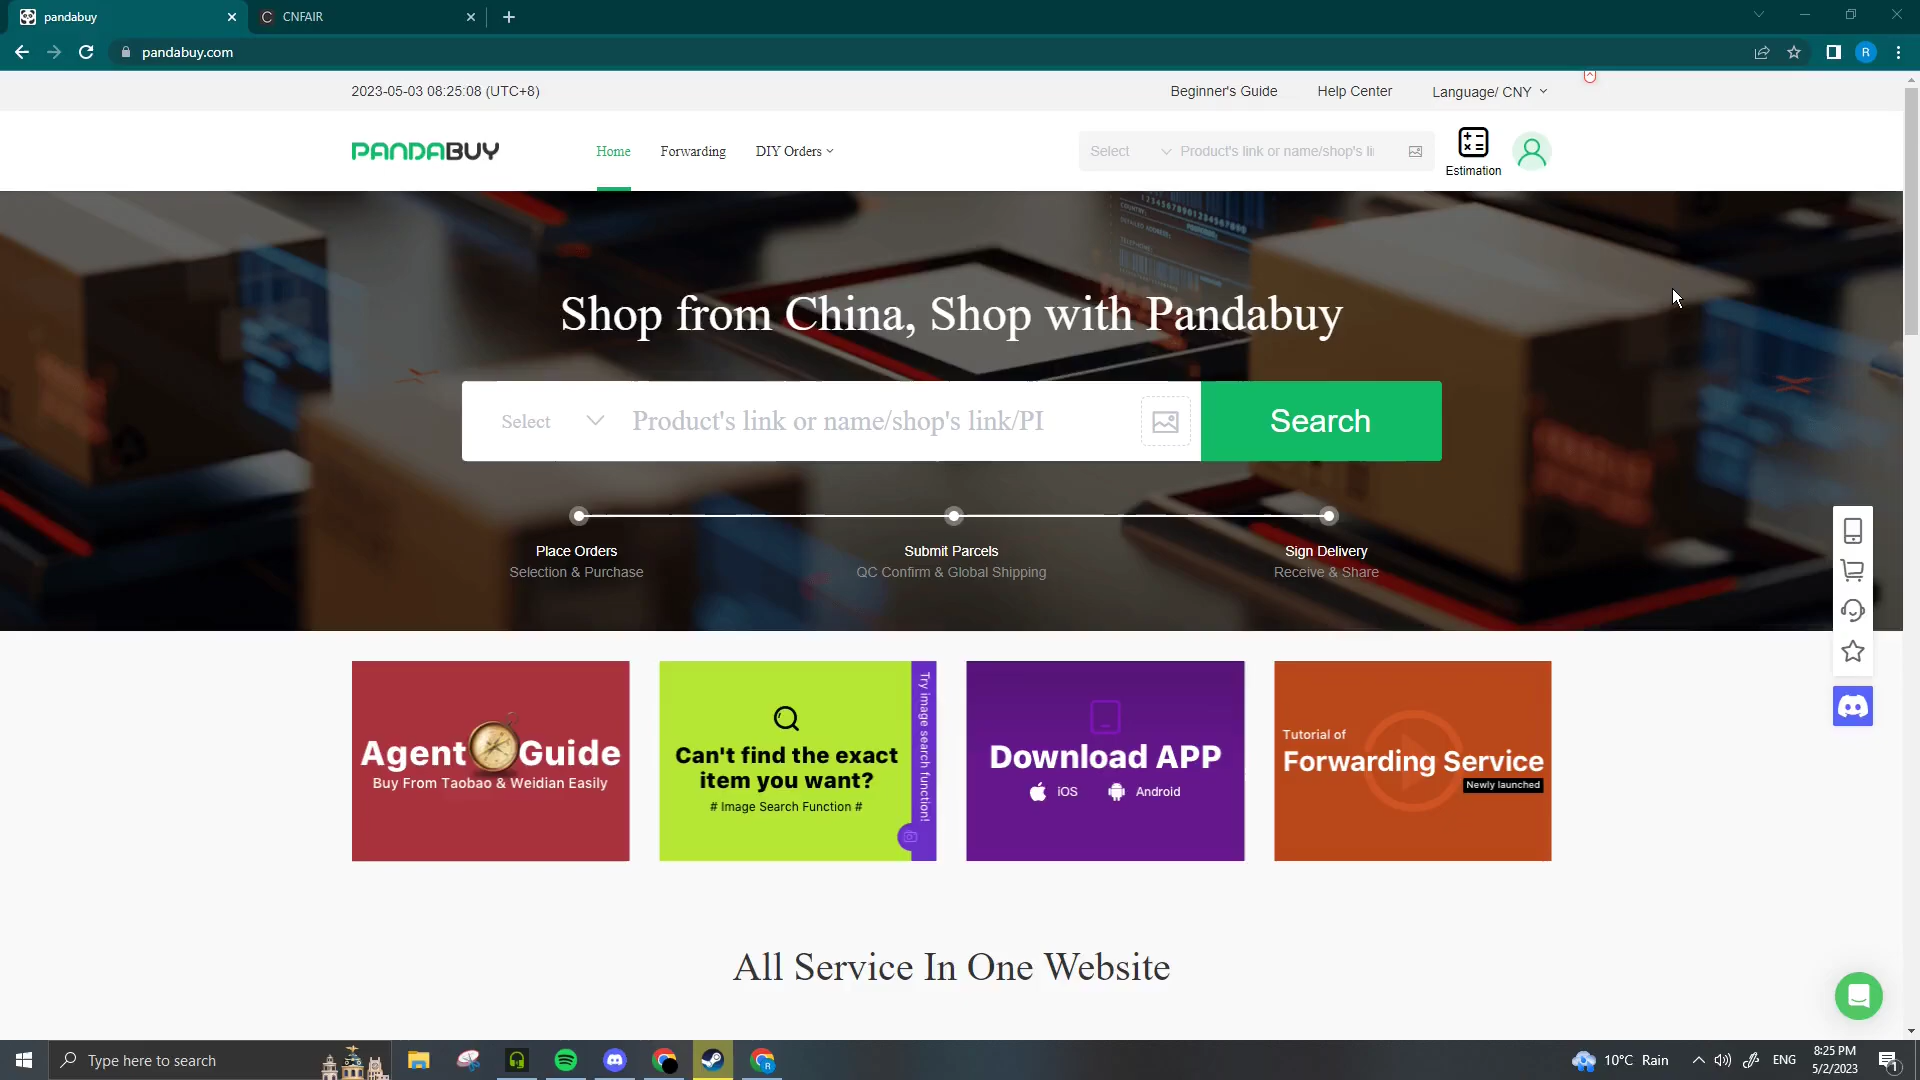 pandabuy
CNFAIR
pandabuy.com
R
2023-05-03 08:25:08 (UTC+8)
Beginner's Guide
Help Center
Language/ CNY
PANDABUY
Home
Forwarding
DIY Orders
Select
Product's link or name/shop's li
Estimation
12345678901234567890
Shop from China, Shop with Pandabuy
Select
Product's link or name/shop's link/PI
Search
Place Orders
Selection & Purchase
Submit Parcels
QC Confirm & Global Shipping
Sign Delivery
Receive & Share
Agent Guide
Buy From Taobao & Weidian Easily
Can't find the exact
item you want?
# Image Search Function #
Try image search function!
Download APP
iOS
Android
Tutorial of
Forwarding Service
Newly launched
All Service In One Website
Type here to search
10°C Rain
ENG
8:25 PM
5/2/2023
1